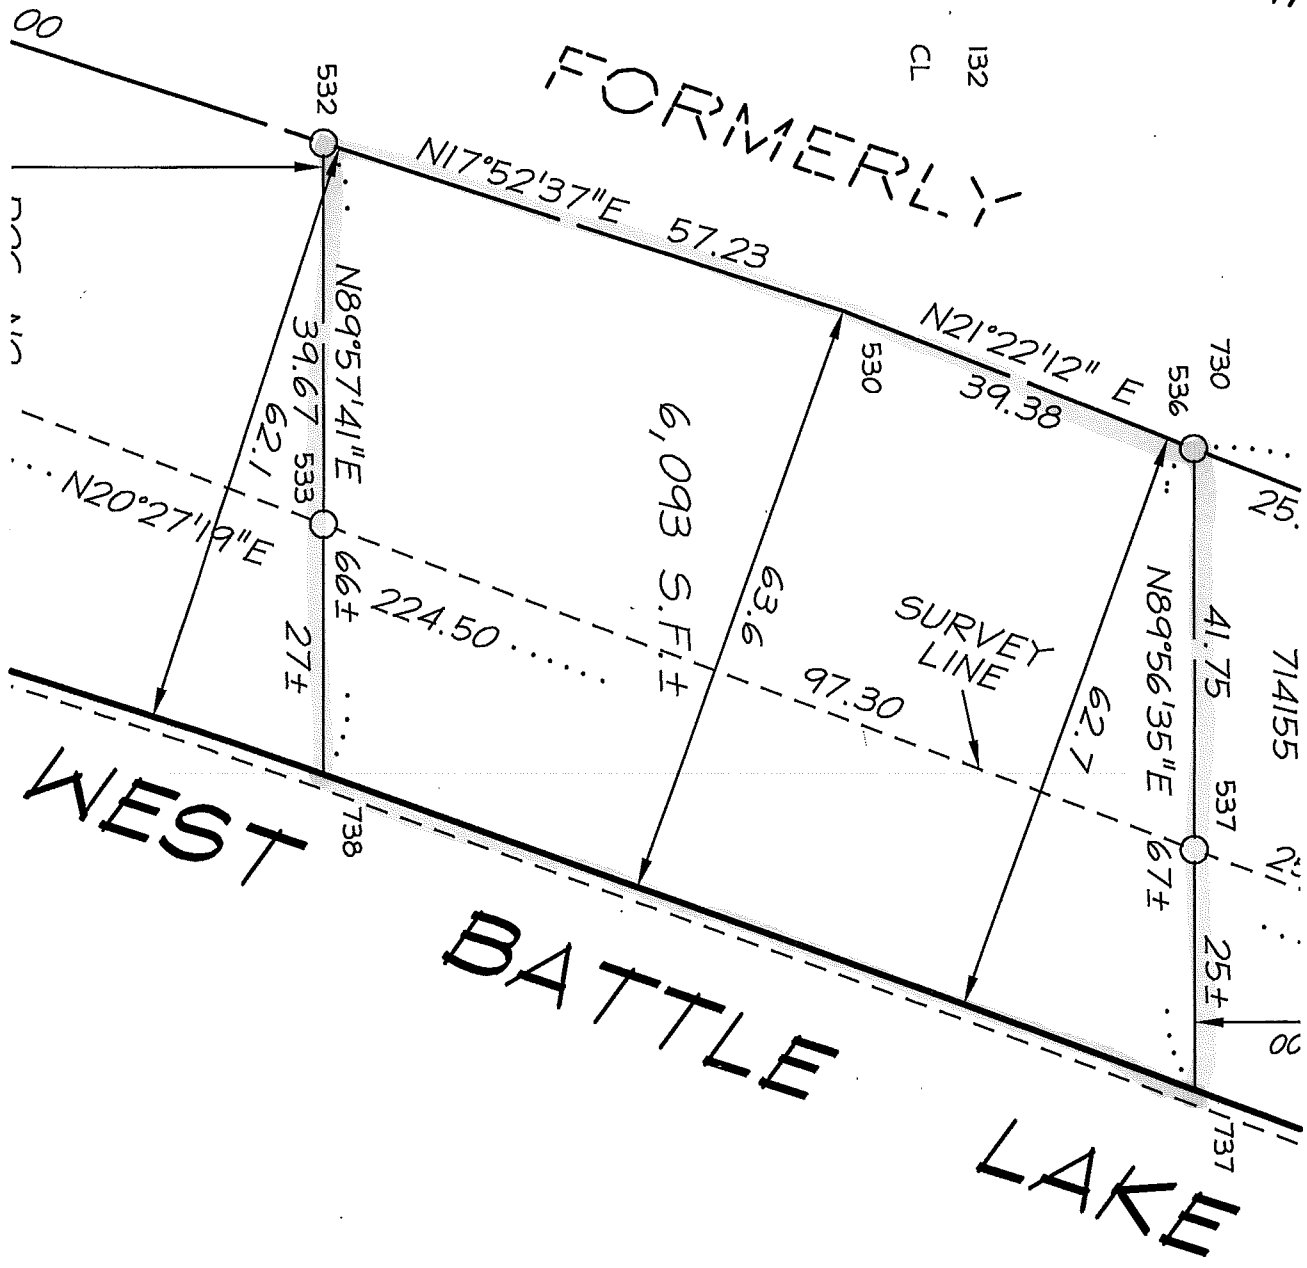 00
532
FORMERLY
CL
132
N17°52'37"E
57.23
N21°22'12" E
39.38
530
536
730
25.
N89°57'41"E
39.67
62.1
533
66±
27±
N20°27'19"E
224.50
6,093 S.F.±
63.6
SURVEY
LINE
97.30
62.7
N89°56'35"E
41.75
714155
537
67±
25±
00
738
737
WEST BATTLE LAKE